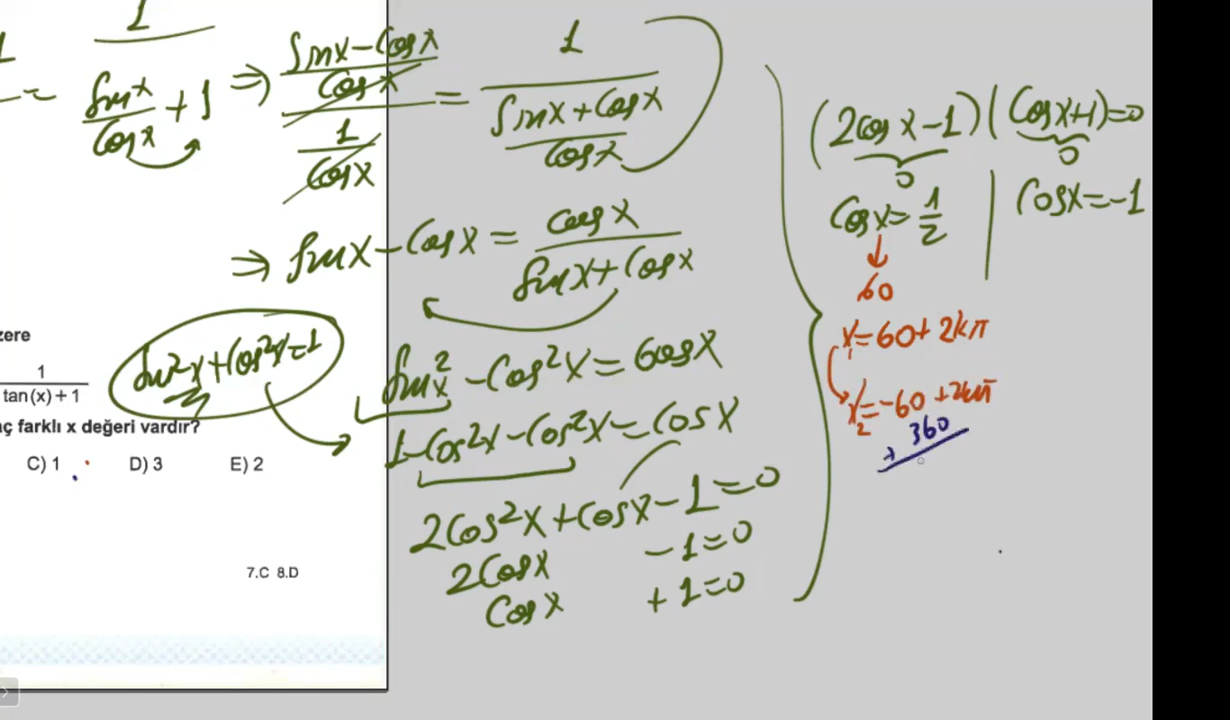 1 = 1 / (sinx/cosx + 1) ⇒ ((sinx - cosx)/cosx) / (1/cosx) = 1 / ((sinx + cosx)/cosx)
⇒ sinx - cosx = cosx / (sinx + cosx)
sin²x + cos²x = 1
sin²x - cos²x = cosx
1 - cos²x - cos²x = cosx
2cos²x + cosx - 1 = 0
2cosx - 1 = 0
cosx + 1 = 0
(2cosx - 1)(cosx + 1) = 0
0 0
cosx = 1/2 | cosx = -1
60
x₁ = 60 + 2kπ
x₂ = -60 + 2kπ
+ 360
zere
1
tan(x) + 1
aç farklı x değeri vardır?
C) 1 D) 3 E) 2
7.C 8.D